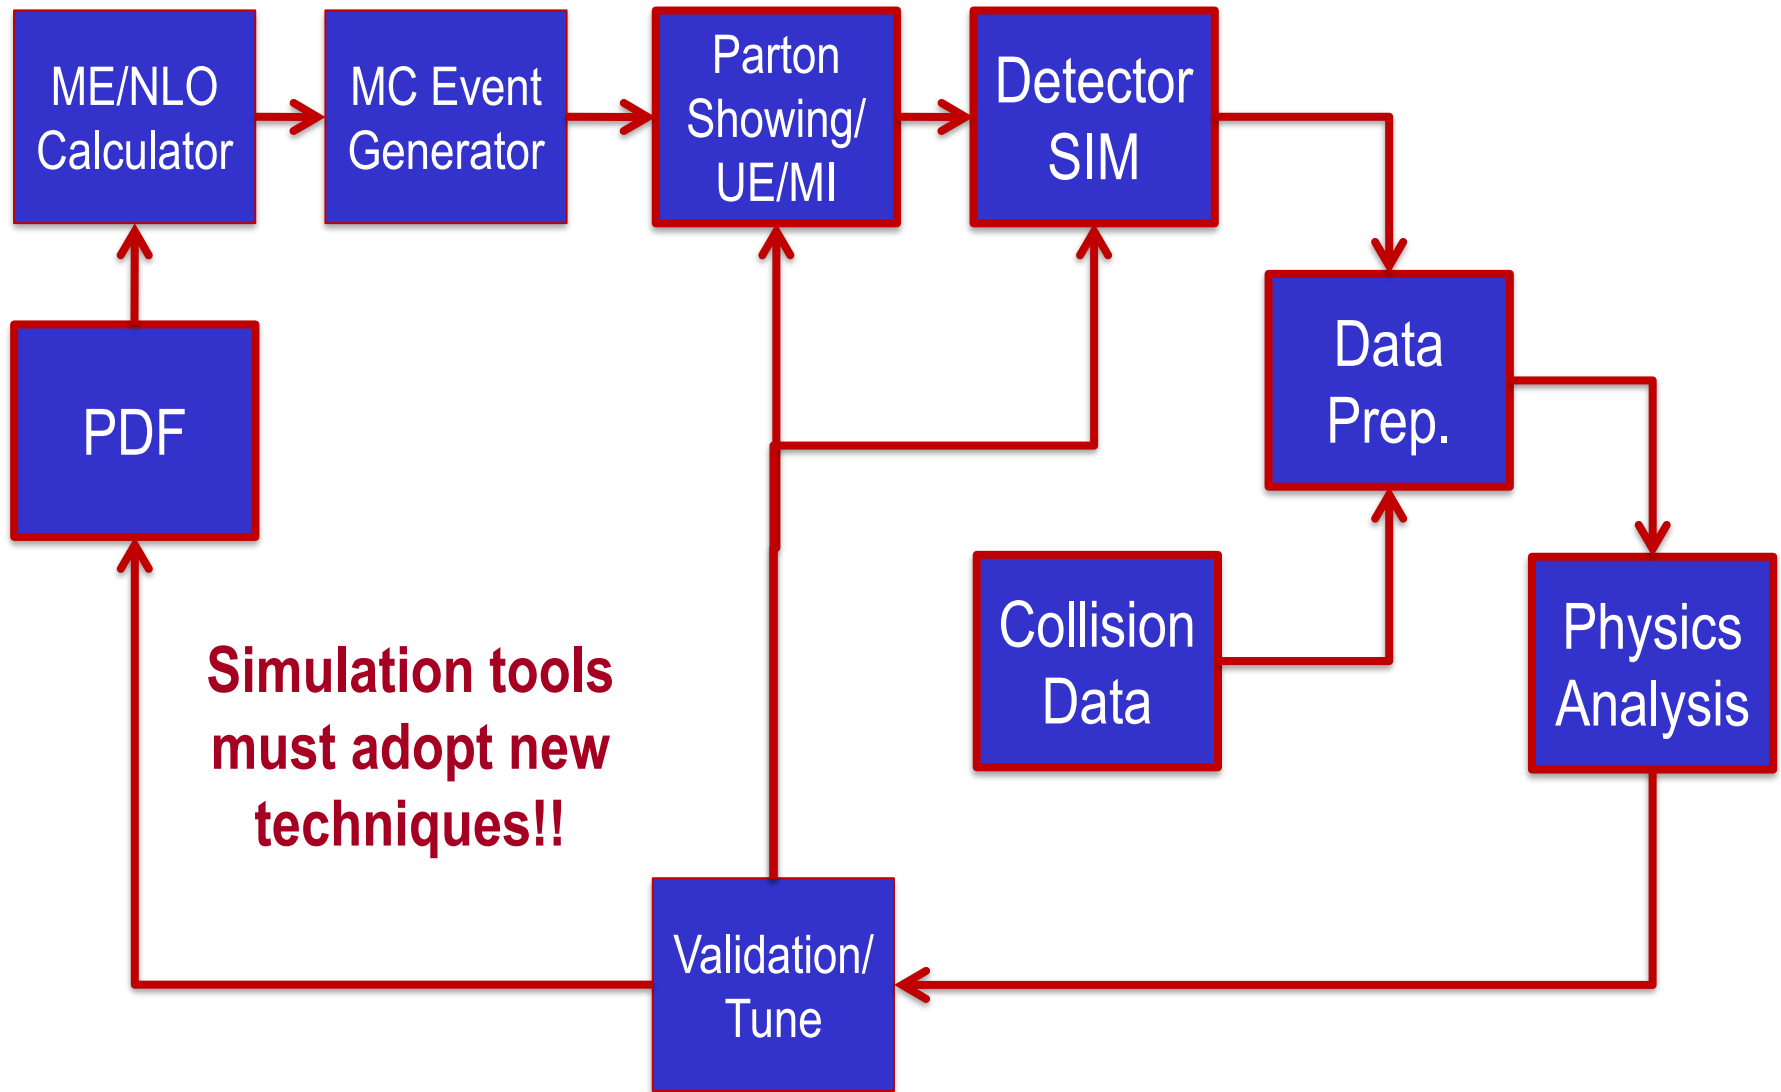 ME/NLO
Calculator
MC Event
Generator
Parton
Showing/
UE/MI
Detector
SIM
PDF
Data
Prep.
Collision
Data
Physics
Analysis
Simulation tools
must adopt new
techniques!!
Validation/
Tune